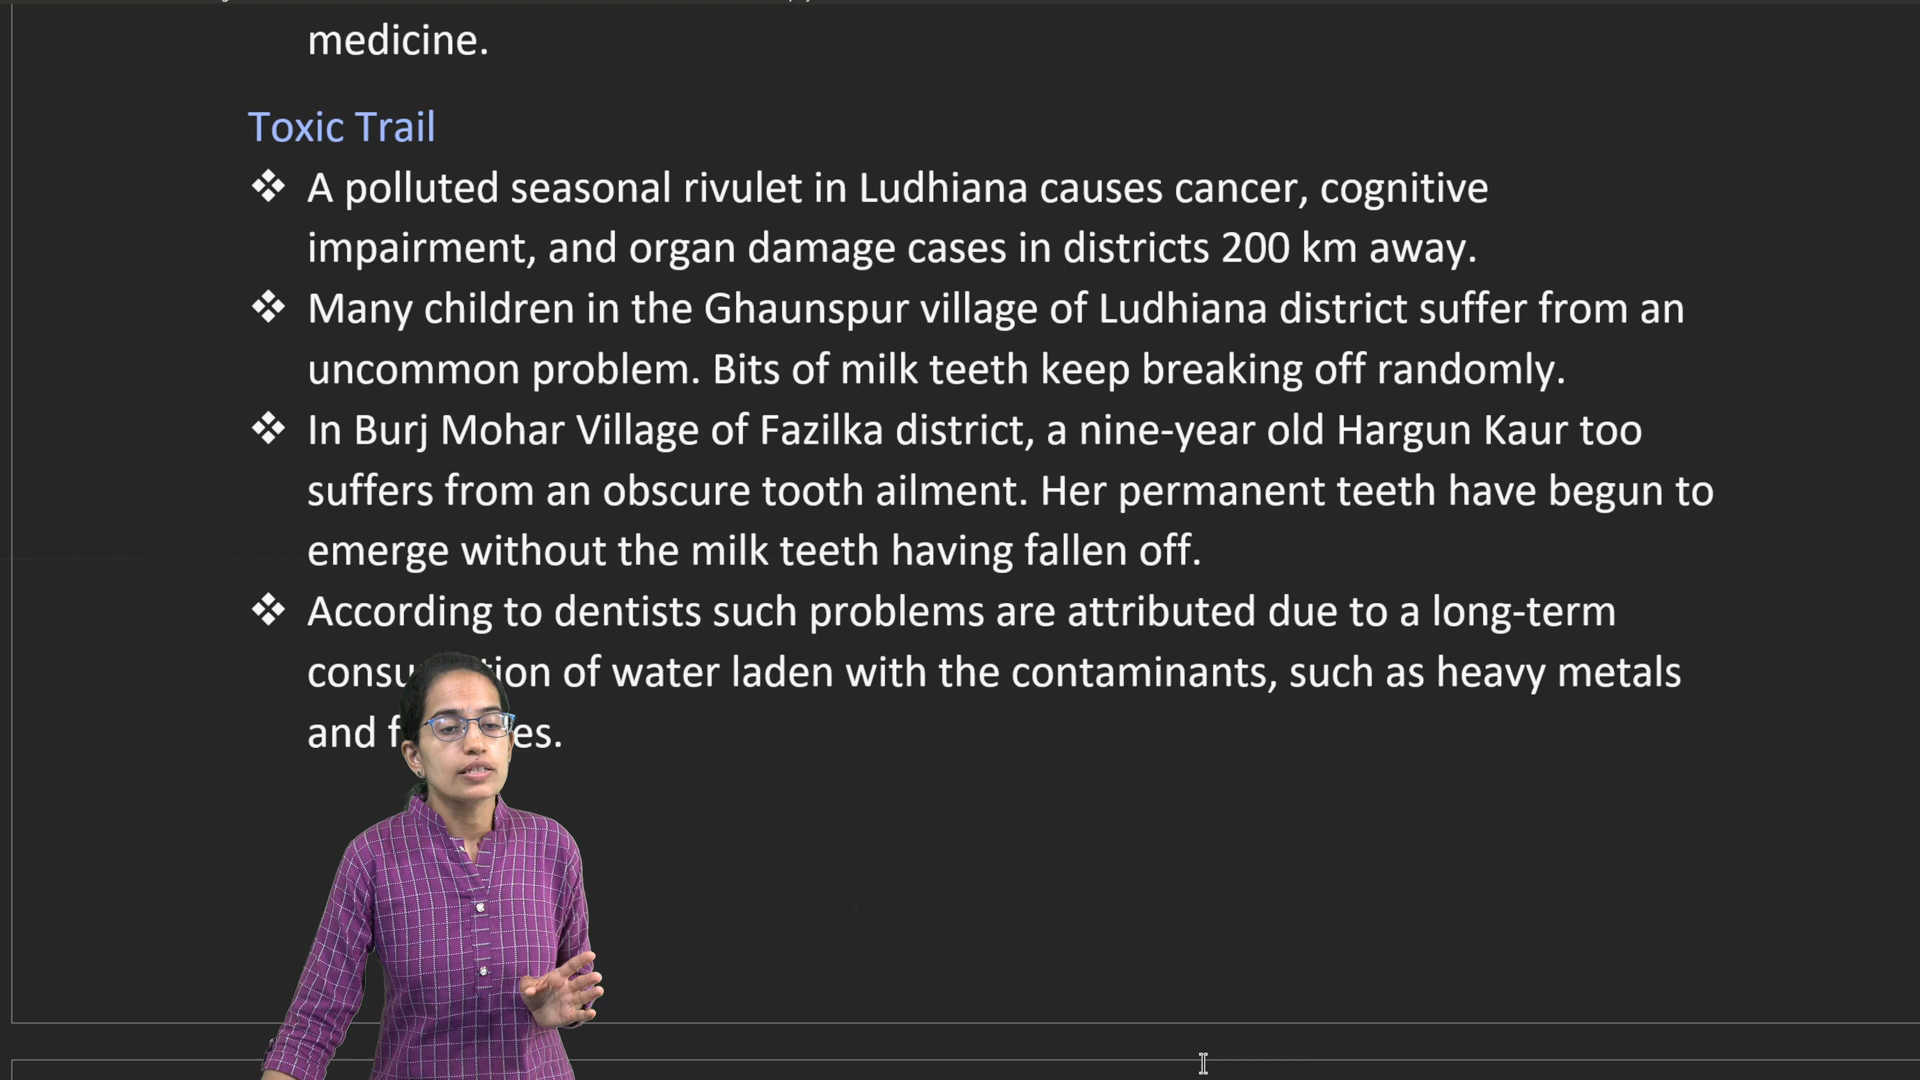 medicine.
Toxic Trail
❖ A polluted seasonal rivulet in Ludhiana causes cancer, cognitive
impairment, and organ damage cases in districts 200 km away.
❖ Many children in the Ghaunspur village of Ludhiana district suffer from an
uncommon problem. Bits of milk teeth keep breaking off randomly.
❖ In Burj Mohar Village of Fazilka district, a nine-year old Hargun Kaur too
suffers from an obscure tooth ailment. Her permanent teeth have begun to
emerge without the milk teeth having fallen off.
❖ According to dentists such problems are attributed due to a long-term
of water laden with the contaminants, such as heavy metals
and